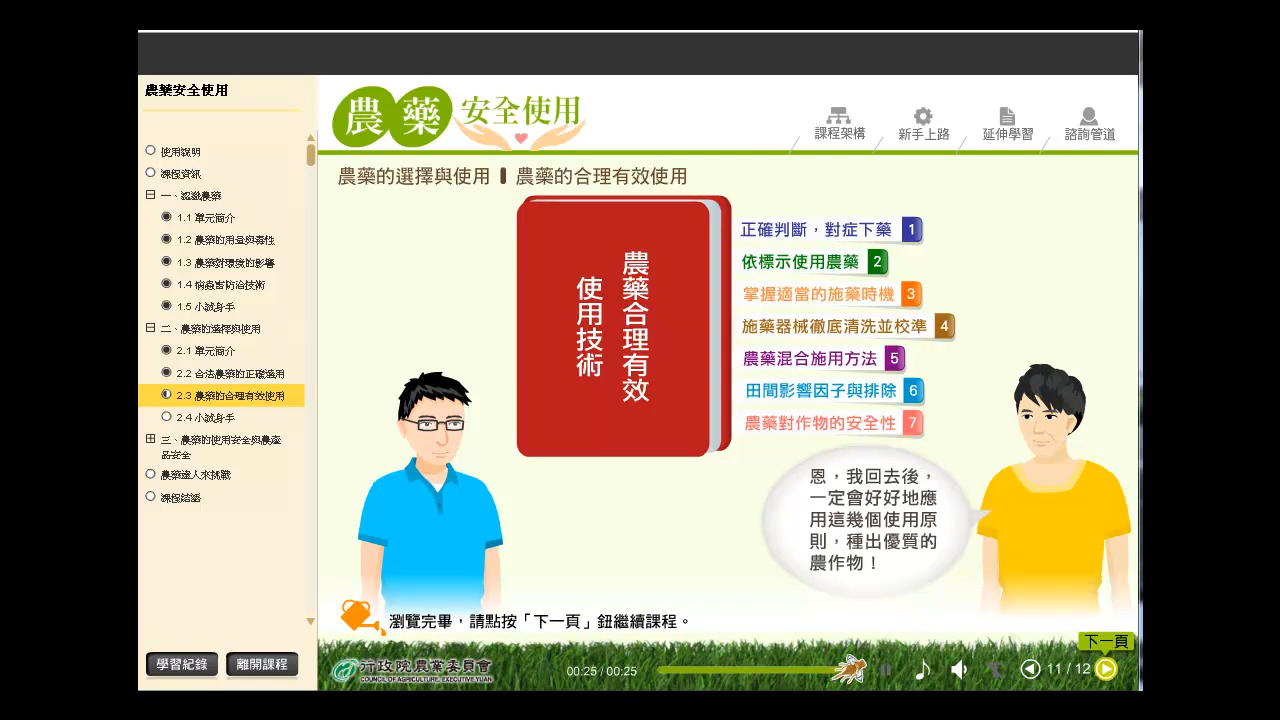 農藥安全使用
使用說明
課程資訊
一、認識農藥
1.1 單元簡介
1.2 農藥的用量與毒性
1.3 農藥對環境的影響
1.4 病蟲害防治技術
1.5 小試身手
二、農藥的選擇與使用
2.1 單元簡介
2.2 合法農藥的正確選用
2.3 農藥的合理有效使用
2.4 小試身手
三、農藥的使用安全與農產
品安全
農藥達人來挑戰
課程結語
學習紀錄
離開課程
農藥 安全使用
課程架構
新手上路
延伸學習
諮詢管道
農藥的選擇與使用 農藥的合理有效使用
農藥合理有效
使用技術
正確判斷，對症下藥 1
依標示使用農藥 2
掌握適當的施藥時機 3
施藥器械徹底清洗並校準 4
農藥混合施用方法 5
田間影響因子與排除 6
農藥對作物的安全性 7
恩，我回去後，
一定會好好地應
用這幾個使用原
則，種出優質的
農作物！
瀏覽完畢，請點按「下一頁」鈕繼續課程。
下一頁
行政院農業委員會
COUNCIL OF AGRICULTURE, EXECUTIVE YUAN
00:25 / 00:25
11 / 12